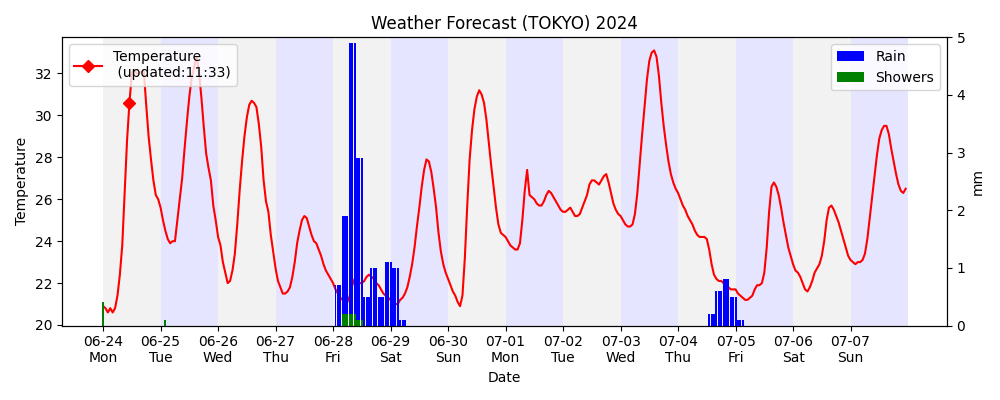 Weather Forecast (TOKYO) 2024
Temperature
(updated:11:33)
Rain
Showers
Temperature
32
30
28
26
24
22
20
mm
5
4
3
2
1
0
06-24 06-25 06-26 06-27 06-28 06-29 06-30 07-01 07-02 07-03 07-04 07-05 07-06 07-07
Mon Tue Wed Thu Fri Sat Sun Mon Tue Wed Thu Fri Sat Sun
Date